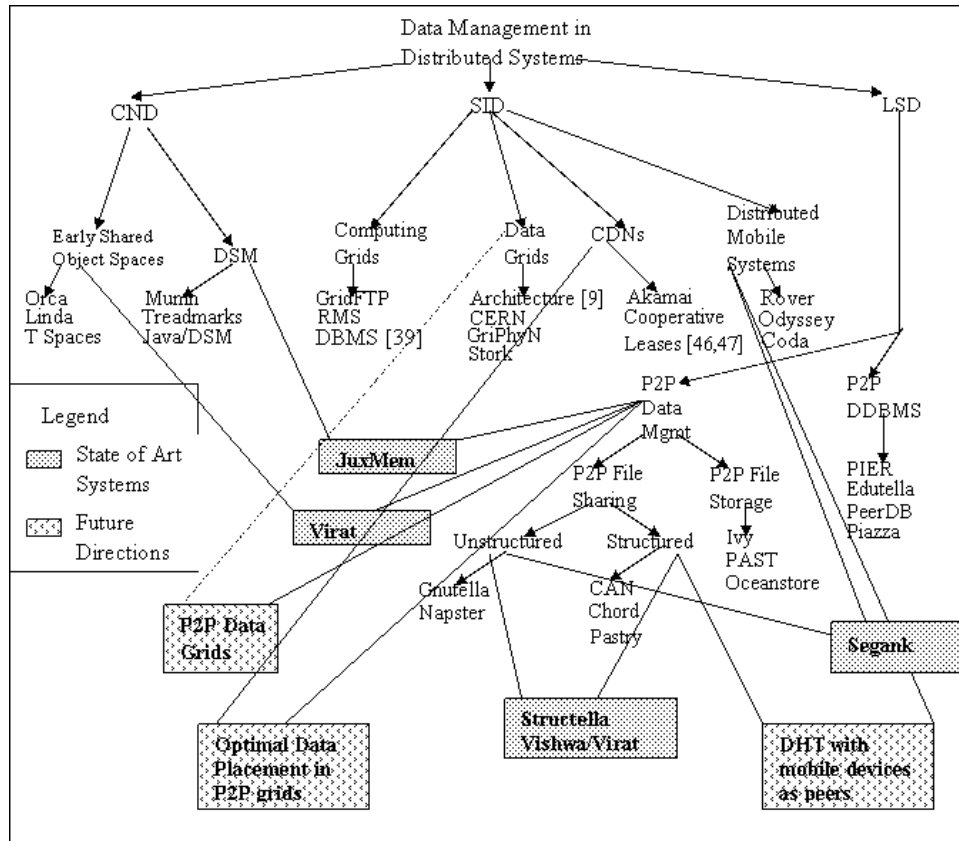 Data Management in
Distributed Systems
CND
SID
LSD
Early Shared
Object Spaces
DSM
Computing
Grids
Data
Grids
CDNs
Distributed
Mobile
Systems
Orca
Linda
T Spaces
Munin
Treadmarks
Java/DSM
GridFTP
RMS
DBMS [39]
Architecture [9]
CERN
GriPhyN
Stork
Akamai
Cooperative
Leases [46,47]
Rover
Odyssey
Coda
P2P
Data
Mgmt
P2P
DDBMS
Legend
State of Art
Systems
Future
Directions
JuxMem
Virat
P2P File
Sharing
P2P File
Storage
PIER
Edutella
PeerDB
Piazza
Unstructured
Structured
Ivy
PAST
Oceanstore
Gnutella
Napster
CAN
Chord
Pastry
P2P Data
Grids
Segank
Optimal Data
Placement in
P2P grids
Structella
Vishwa/Virat
DHT with
mobile devices
as peers